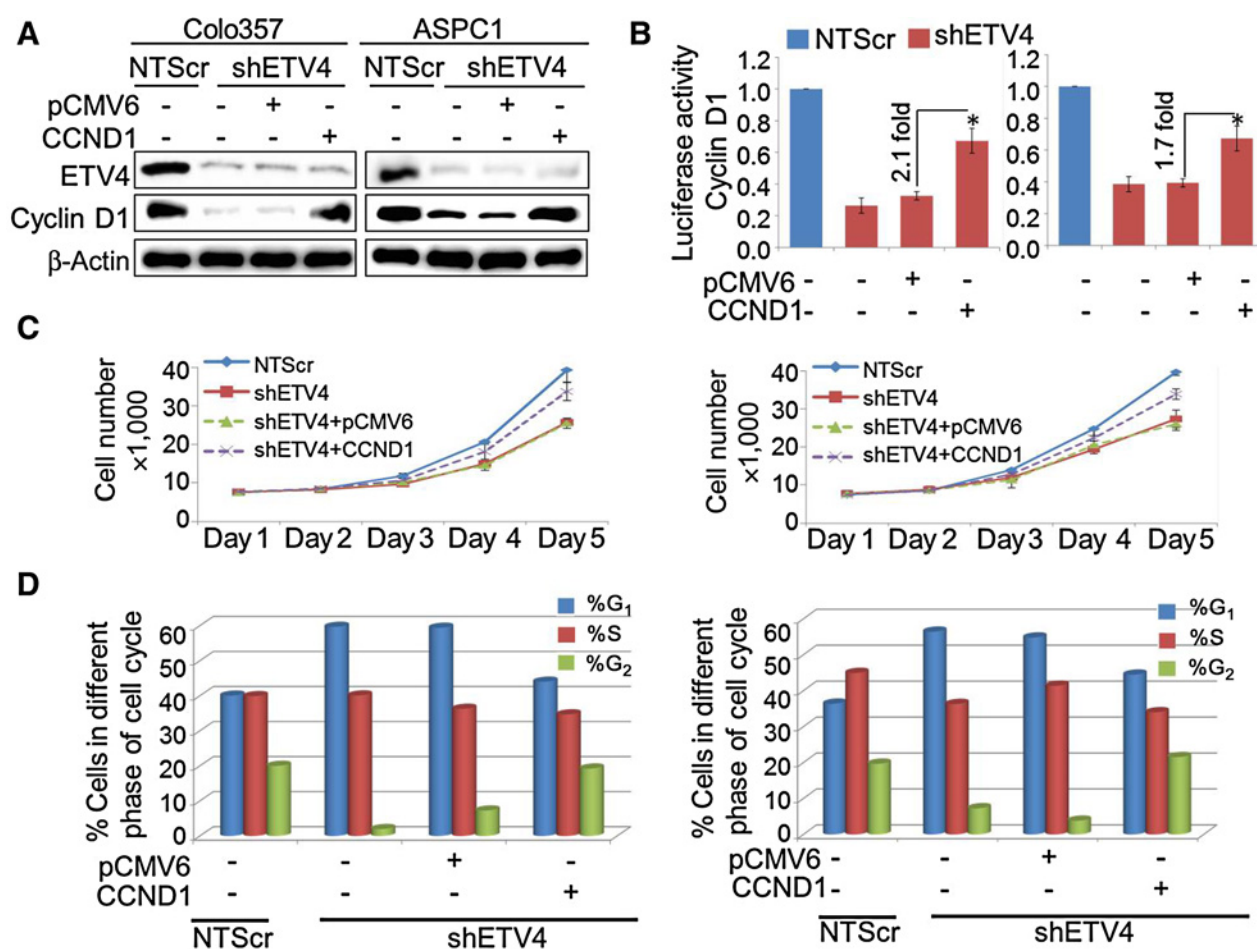 A
Colo357 ASPC1
NTScr shETV4 NTScr shETV4
pCMV6 - - + - - - + -
CCND1 - - - + - - - +
ETV4
Cyclin D1
β-Actin
B
NTScr shETV4
Luciferase activity
Cyclin D1
1.2
1.0
0.8
0.6
0.4
0.2
0.0
2.1 fold
*
1.2
1.0
0.8
0.6
0.4
0.2
0.0
1.7 fold
*
pCMV6 - - + - - - + -
CCND1 - - - + - - - +
C
Cell number
×1,000
40
30
20
10
0
NTScr
shETV4
shETV4+pCMV6
shETV4+CCND1
Day 1 Day 2 Day 3 Day 4 Day 5
Cell number
×1,000
40
30
20
10
0
NTScr
shETV4
shETV4+pCMV6
shETV4+CCND1
Day 1 Day 2 Day 3 Day 4 Day 5
D
% Cells in different
phase of cell cycle
60
50
40
30
20
10
0
%G1
%S
%G2
pCMV6 - - + -
CCND1 - - - +
NTScr shETV4
% Cells in different
phase of cell cycle
60
50
40
30
20
10
0
%G1
%S
%G2
pCMV6 - - + -
CCND1 - - - +
NTScr shETV4